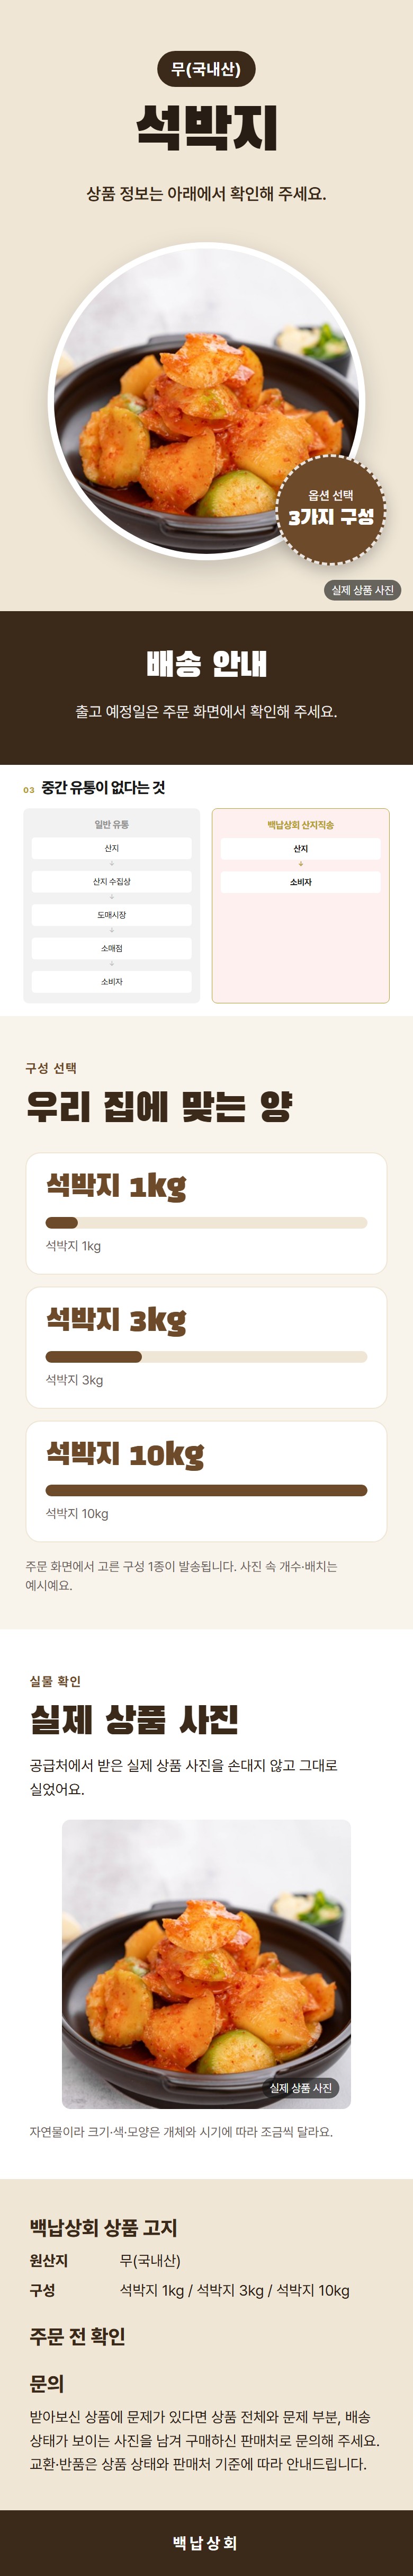 무(국내산)
석박지
상품 정보는 아래에서 확인해 주세요.
옵션 선택
3가지 구성
실제 상품 사진
배송 안내
출고 예정일은 주문 화면에서 확인해 주세요.
03 중간 유통이 없다는 것
일반 유통
산지
↓
산지 수집상
↓
도매시장
↓
소매점
↓
소비자
백납상회 산지직송
산지
↓
소비자
구성 선택
우리 집에 맞는 양
석박지 1kg
석박지 1kg
석박지 3kg
석박지 3kg
석박지 10kg
석박지 10kg
주문 화면에서 고른 구성 1종이 발송됩니다. 사진 속 개수·배치는
예시예요.
실물 확인
실제 상품 사진
공급처에서 받은 실제 상품 사진을 손대지 않고 그대로
실었어요.
실제 상품 사진
자연물이라 크기·색·모양은 개체와 시기에 따라 조금씩 달라요.
백납상회 상품 고지
원산지 무(국내산)
구성 석박지 1kg / 석박지 3kg / 석박지 10kg
주문 전 확인
문의
받아보신 상품에 문제가 있다면 상품 전체와 문제 부분, 배송
상태가 보이는 사진을 남겨 구매하신 판매처로 문의해 주세요.
교환·반품은 상품 상태와 판매처 기준에 따라 안내드립니다.
백납상회